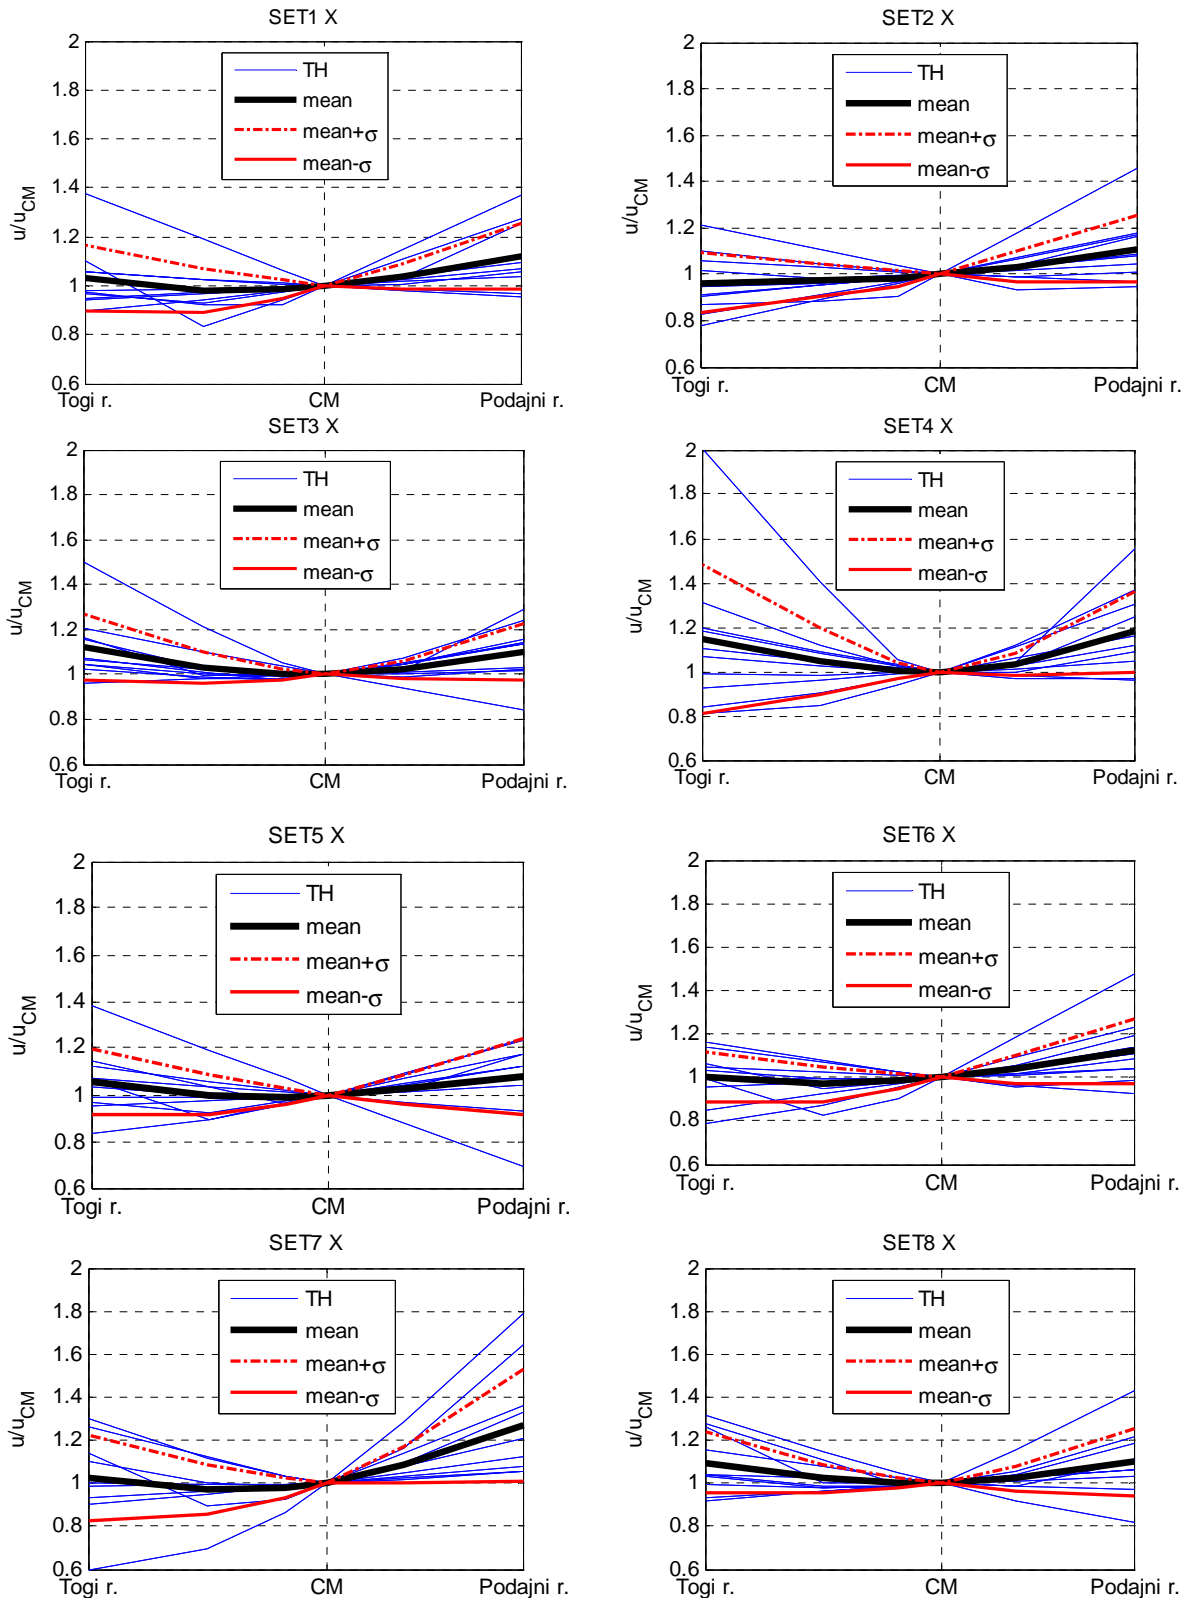 SET1 X
2
1.8
1.6
1.4
1.2
1
0.8
0.6
u/uCM
TH
mean
mean+σ
mean-σ
Togi r.
CM
Podajni r.
SET2 X
2
1.8
1.6
1.4
1.2
1
0.8
0.6
u/uCM
TH
mean
mean+σ
mean-σ
Togi r.
CM
Podajni r.
SET3 X
2
1.8
1.6
1.4
1.2
1
0.8
0.6
u/uCM
TH
mean
mean+σ
mean-σ
Togi r.
CM
Podajni r.
SET4 X
2
1.8
1.6
1.4
1.2
1
0.8
0.6
u/uCM
TH
mean
mean+σ
mean-σ
Togi r.
CM
Podajni r.
SET5 X
2
1.8
1.6
1.4
1.2
1
0.8
0.6
u/uCM
TH
mean
mean+σ
mean-σ
Togi r.
CM
Podajni r.
SET6 X
2
1.8
1.6
1.4
1.2
1
0.8
0.6
u/uCM
TH
mean
mean+σ
mean-σ
Togi r.
CM
Podajni r.
SET7 X
2
1.8
1.6
1.4
1.2
1
0.8
0.6
u/uCM
TH
mean
mean+σ
mean-σ
Togi r.
CM
Podajni r.
SET8 X
2
1.8
1.6
1.4
1.2
1
0.8
0.6
u/uCM
TH
mean
mean+σ
mean-σ
Togi r.
CM
Podajni r.